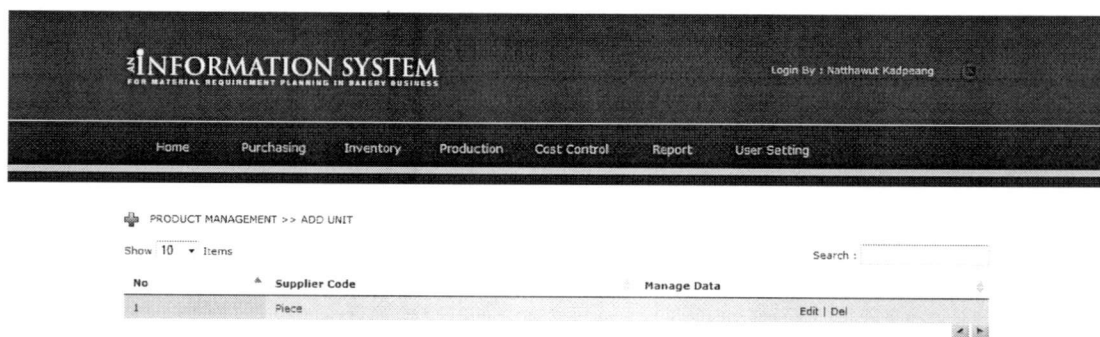 AN INFORMATION SYSTEM
FOR MATERIAL REQUIREMENT PLANNING IN BAKERY BUSINESS
Login By : Natthawut Kadpeang
Home Purchasing Inventory Production Cost Control Report User Setting
PRODUCT MANAGEMENT >> ADD UNIT
Show 10 Items Search :
No Supplier Code Manage Data
1 Piece Edit | Del